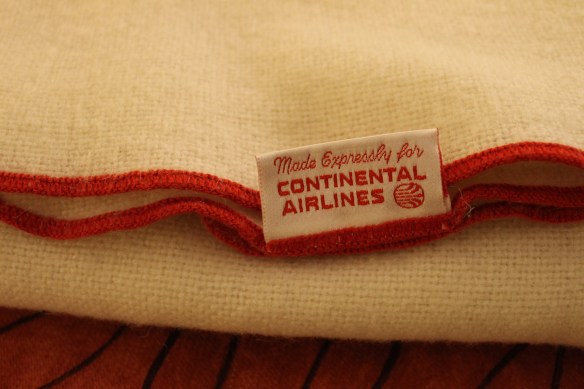 Made Expressly for
CONTINENTAL
AIRLINES